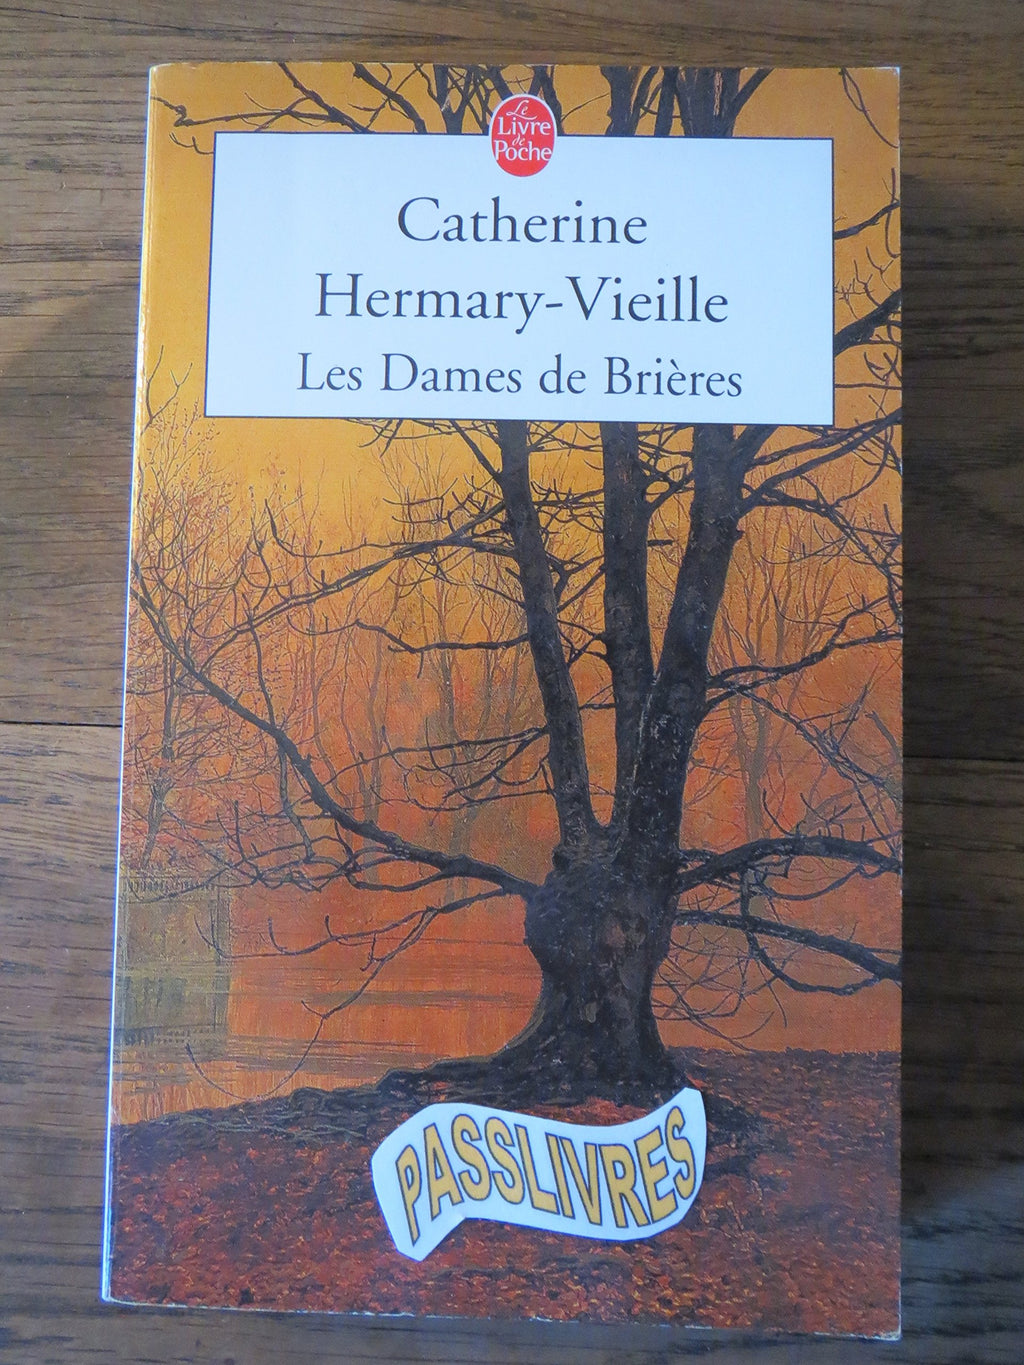 Le
Livre
de
Poche
Catherine
Hermary-Vieille
Les Dames de Brières
PASSLIVRES